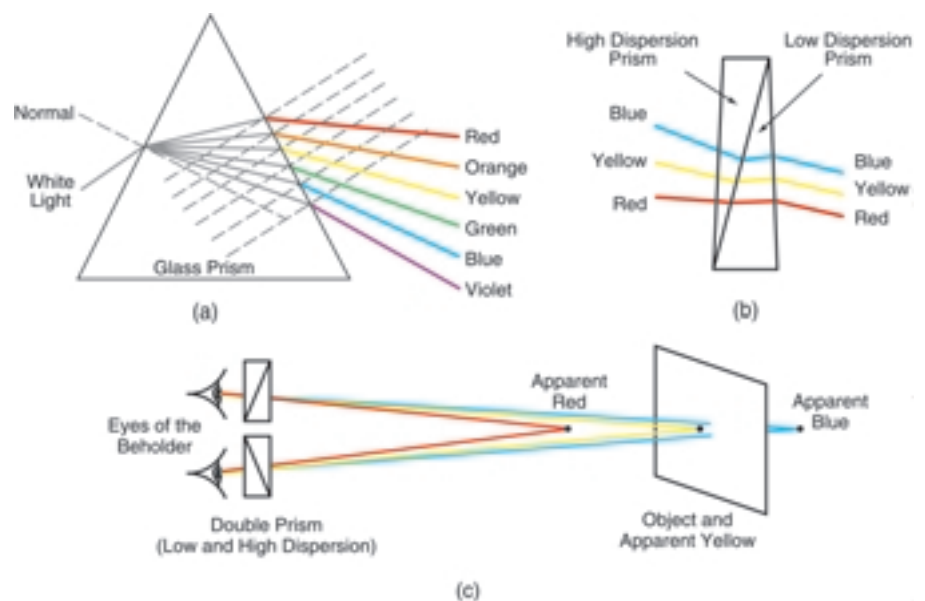 Normal
White
Light
Glass Prism
Red
Orange
Yellow
Green
Blue
Violet
(a)
High Dispersion
Prism
Low Dispersion
Prism
Blue
Yellow
Red
Blue
Yellow
Red
(b)
Eyes of the
Beholder
Double Prism
(Low and High Dispersion)
Apparent
Red
Object and
Apparent Yellow
Apparent
Blue
(c)